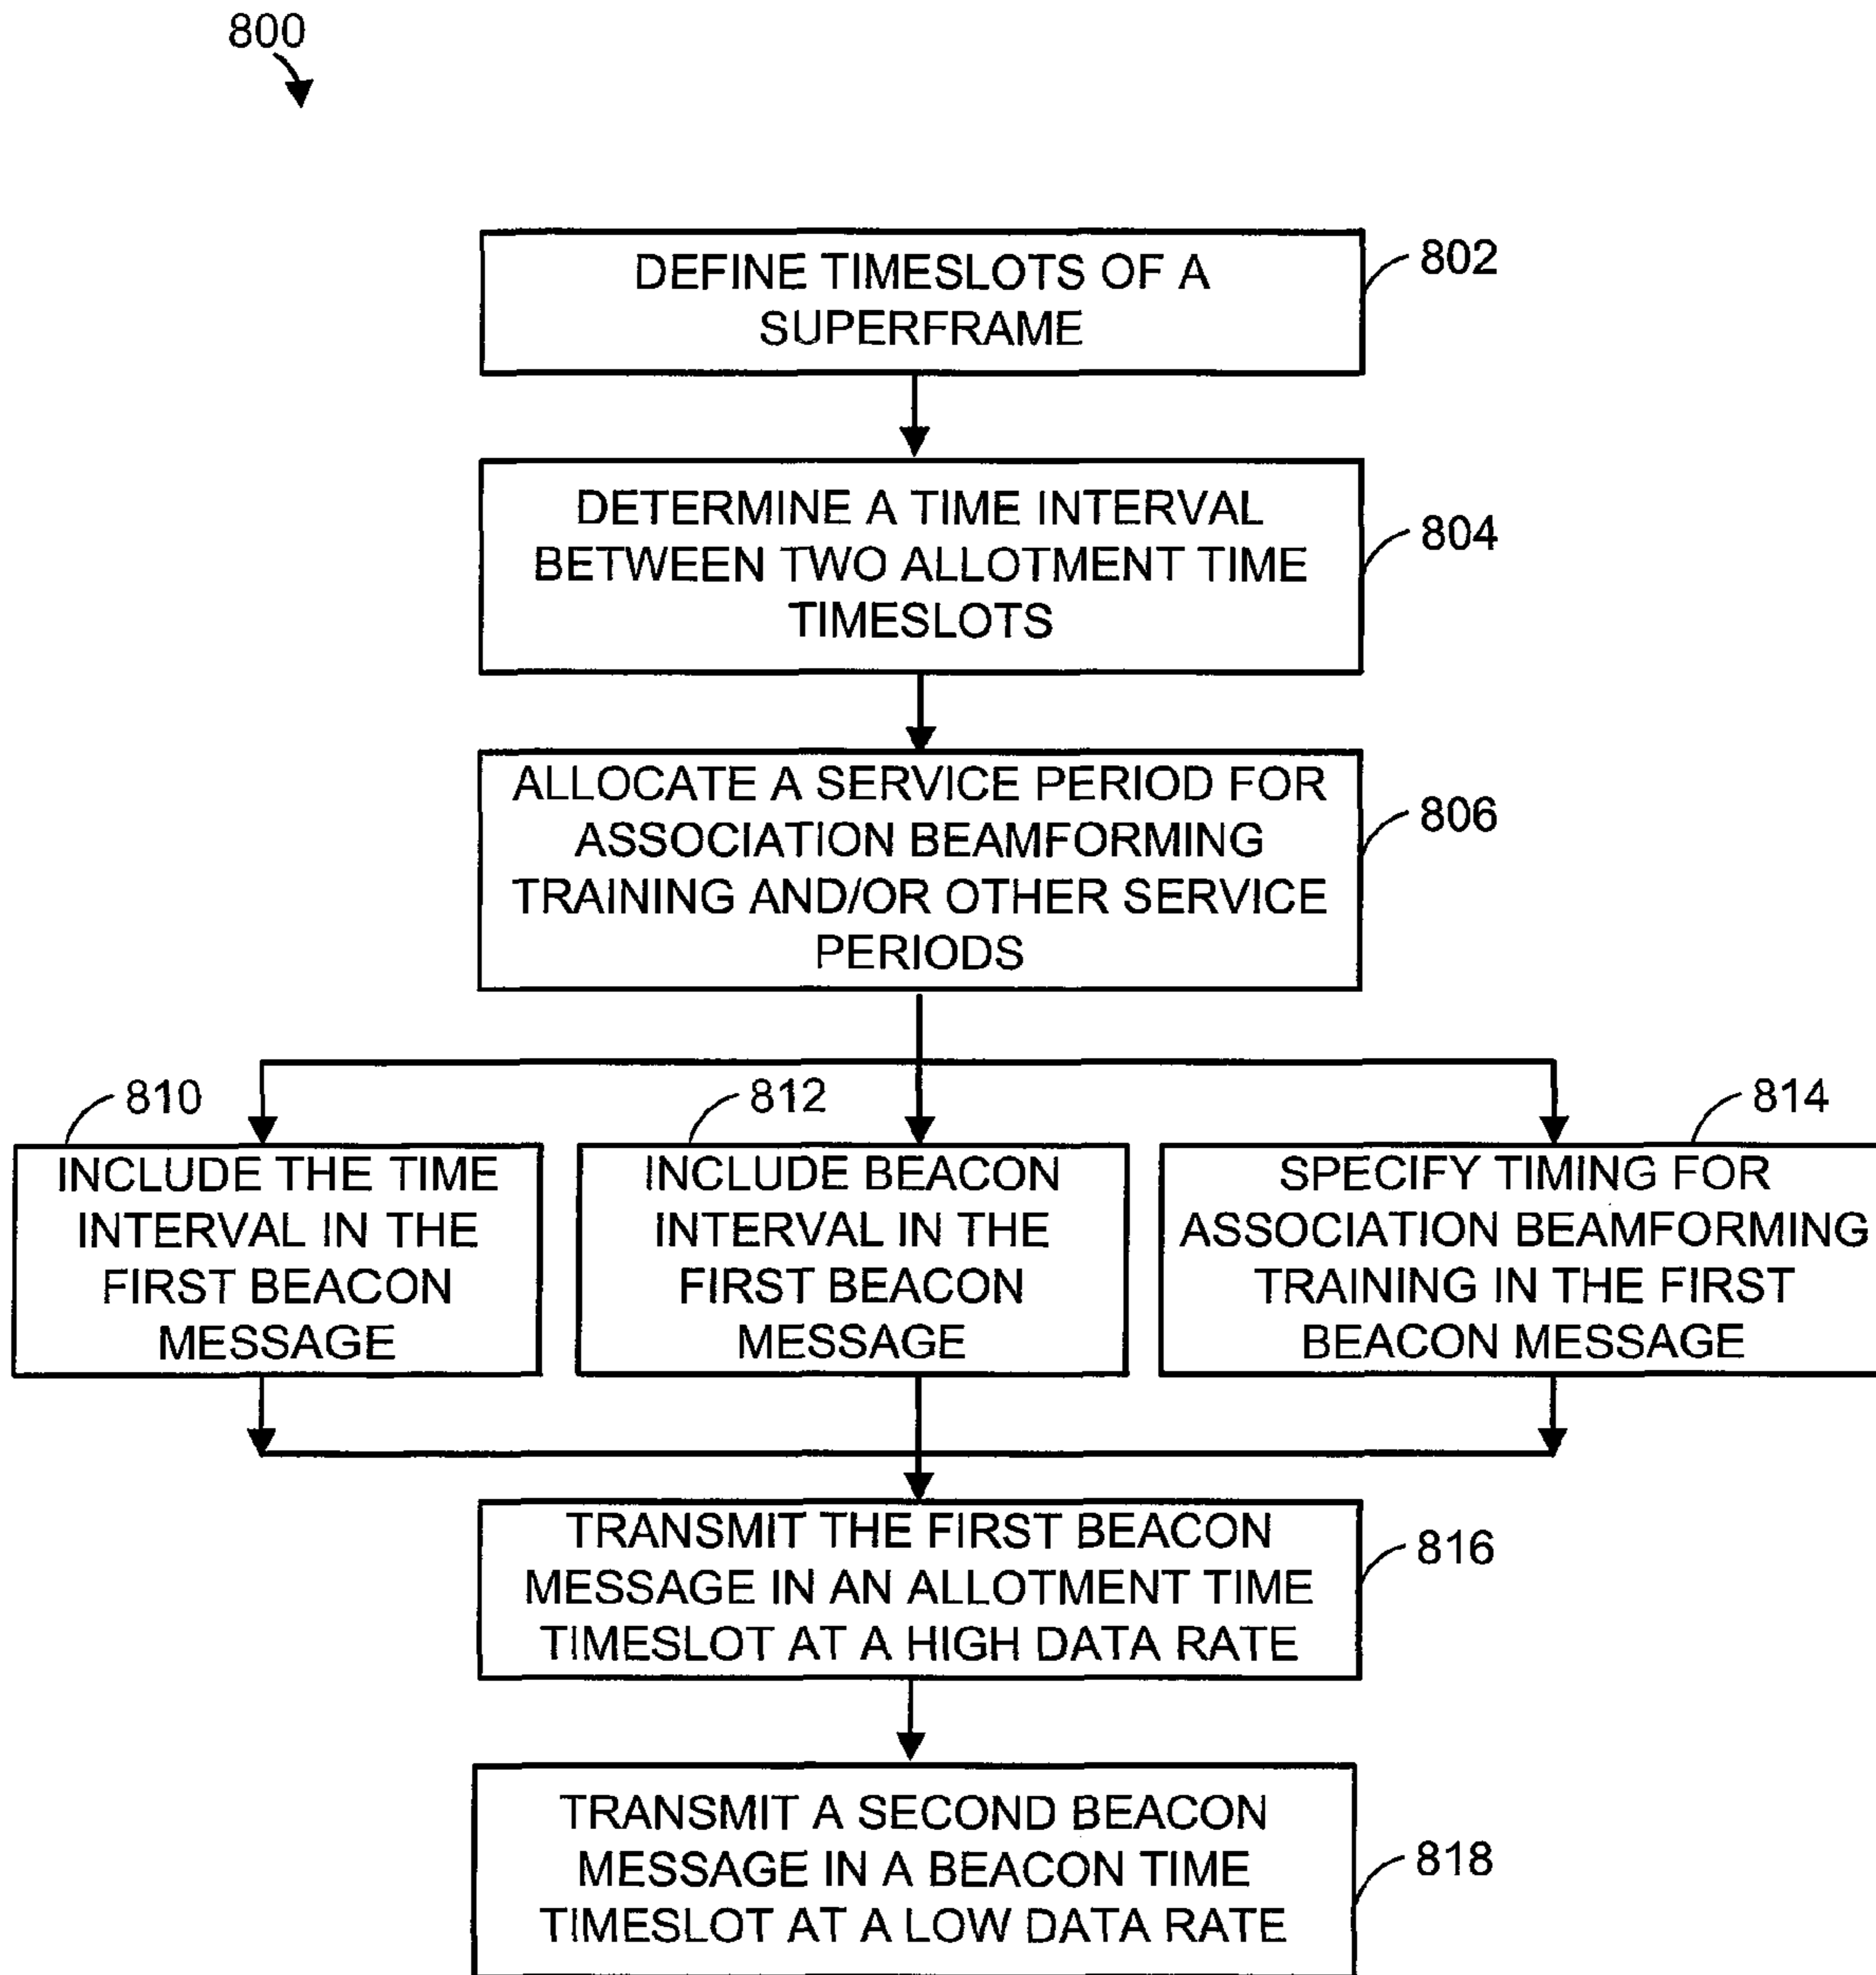 800
DEFINE TIMESLOTS OF A
SUPERFRAME
802
DETERMINE A TIME INTERVAL
BETWEEN TWO ALLOTMENT TIME
TIMESLOTS
804
ALLOCATE A SERVICE PERIOD FOR
ASSOCIATION BEAMFORMING
TRAINING AND/OR OTHER SERVICE
PERIODS
806
810
INCLUDE THE TIME
INTERVAL IN THE
FIRST BEACON
MESSAGE
812
INCLUDE BEACON
INTERVAL IN THE
FIRST BEACON
MESSAGE
814
SPECIFY TIMING FOR
ASSOCIATION BEAMFORMING
TRAINING IN THE FIRST
BEACON MESSAGE
TRANSMIT THE FIRST BEACON
MESSAGE IN AN ALLOTMENT TIME
TIMESLOT AT A HIGH DATA RATE
816
TRANSMIT A SECOND BEACON
MESSAGE IN A BEACON TIME
TIMESLOT AT A LOW DATA RATE
818